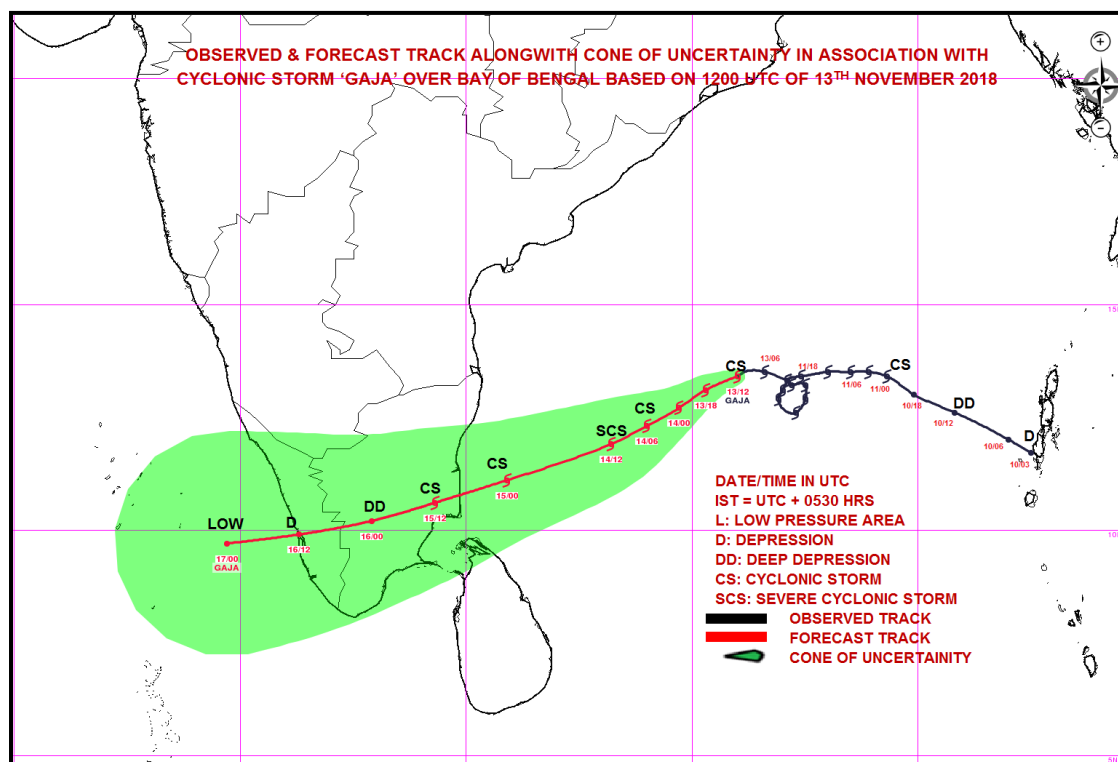 OBSERVED & FORECAST TRACK ALONGWITH CONE OF UNCERTAINTY IN ASSOCIATION WITH
CYCLONIC STORM ‘GAJA’ OVER BAY OF BENGAL BASED ON 1200 UTC OF 13TH NOVEMBER 2018
15
CS
13/06
11/18
CS
13/12
GAJA
11/06
11/00
10/18
DD
10/12
D
10/06
10/03
13/18
CS
14/00
14/06
SCS
14/12
CS
15/00
CS
15/12
DD
16/00
D
16/12
LOW
17/00
GAJA
10
DATE/TIME IN UTC
IST = UTC + 0530 HRS
L: LOW PRESSURE AREA
D: DEPRESSION
DD: DEEP DEPRESSION
CS: CYCLONIC STORM
SCS: SEVERE CYCLONIC STORM
OBSERVED TRACK
FORECAST TRACK
CONE OF UNCERTAINITY